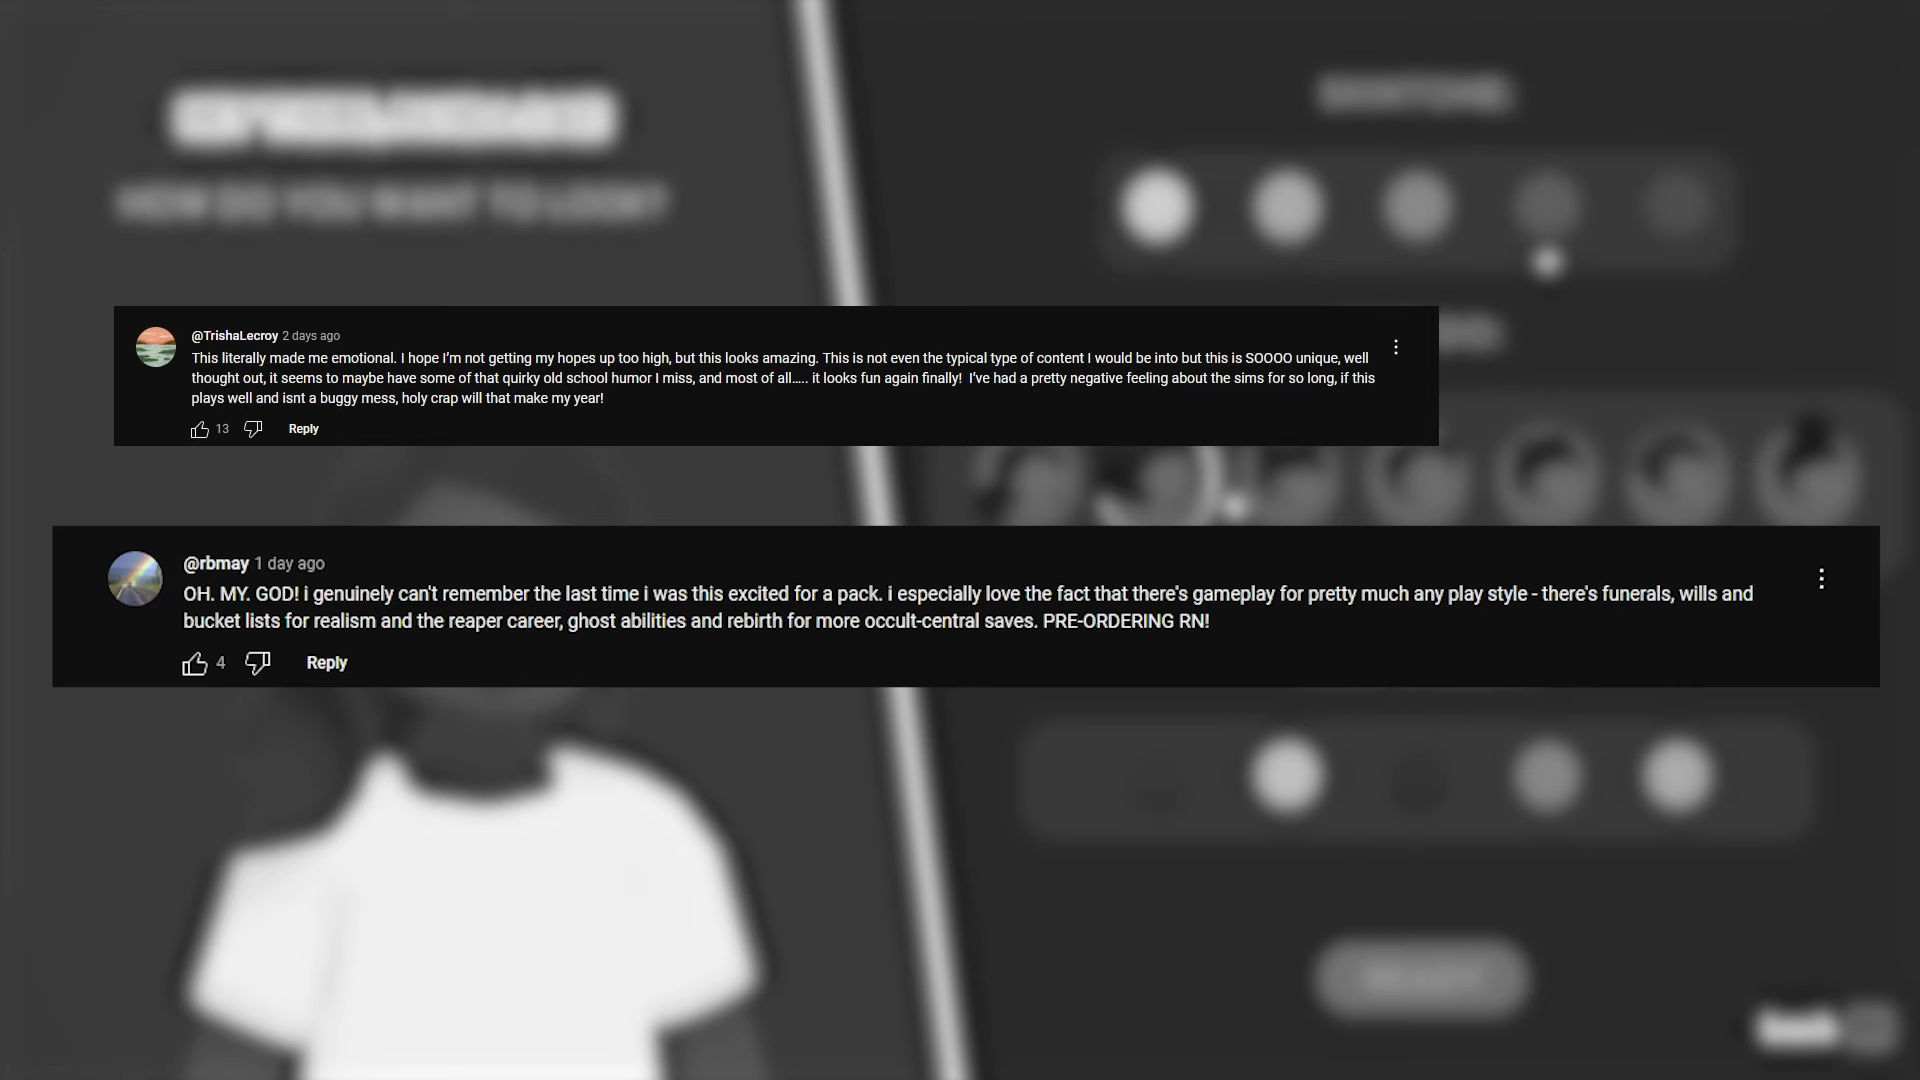 HOW DO YOU WANT TO LOOK?
SKINTONE:
@TrishaLecroy 2 days ago
This literally made me emotional. I hope I’m not getting my hopes up too high, but this looks amazing. This is not even the typical type of content I would be into but this is SOOOO unique, well
thought out, it seems to maybe have some of that quirky old school humor I miss, and most of all..... it looks fun again finally!  I’ve had a pretty negative feeling about the sims for so long, if this
plays well and isnt a buggy mess, holy crap will that make my year!
13 Reply
@rbmay 1 day ago
OH. MY. GOD! i genuinely can't remember the last time i was this excited for a pack. i especially love the fact that there's gameplay for pretty much any play style - there's funerals, wills and
bucket lists for realism and the reaper career, ghost abilities and rebirth for more occult-central saves. PRE-ORDERING RN!
4 Reply